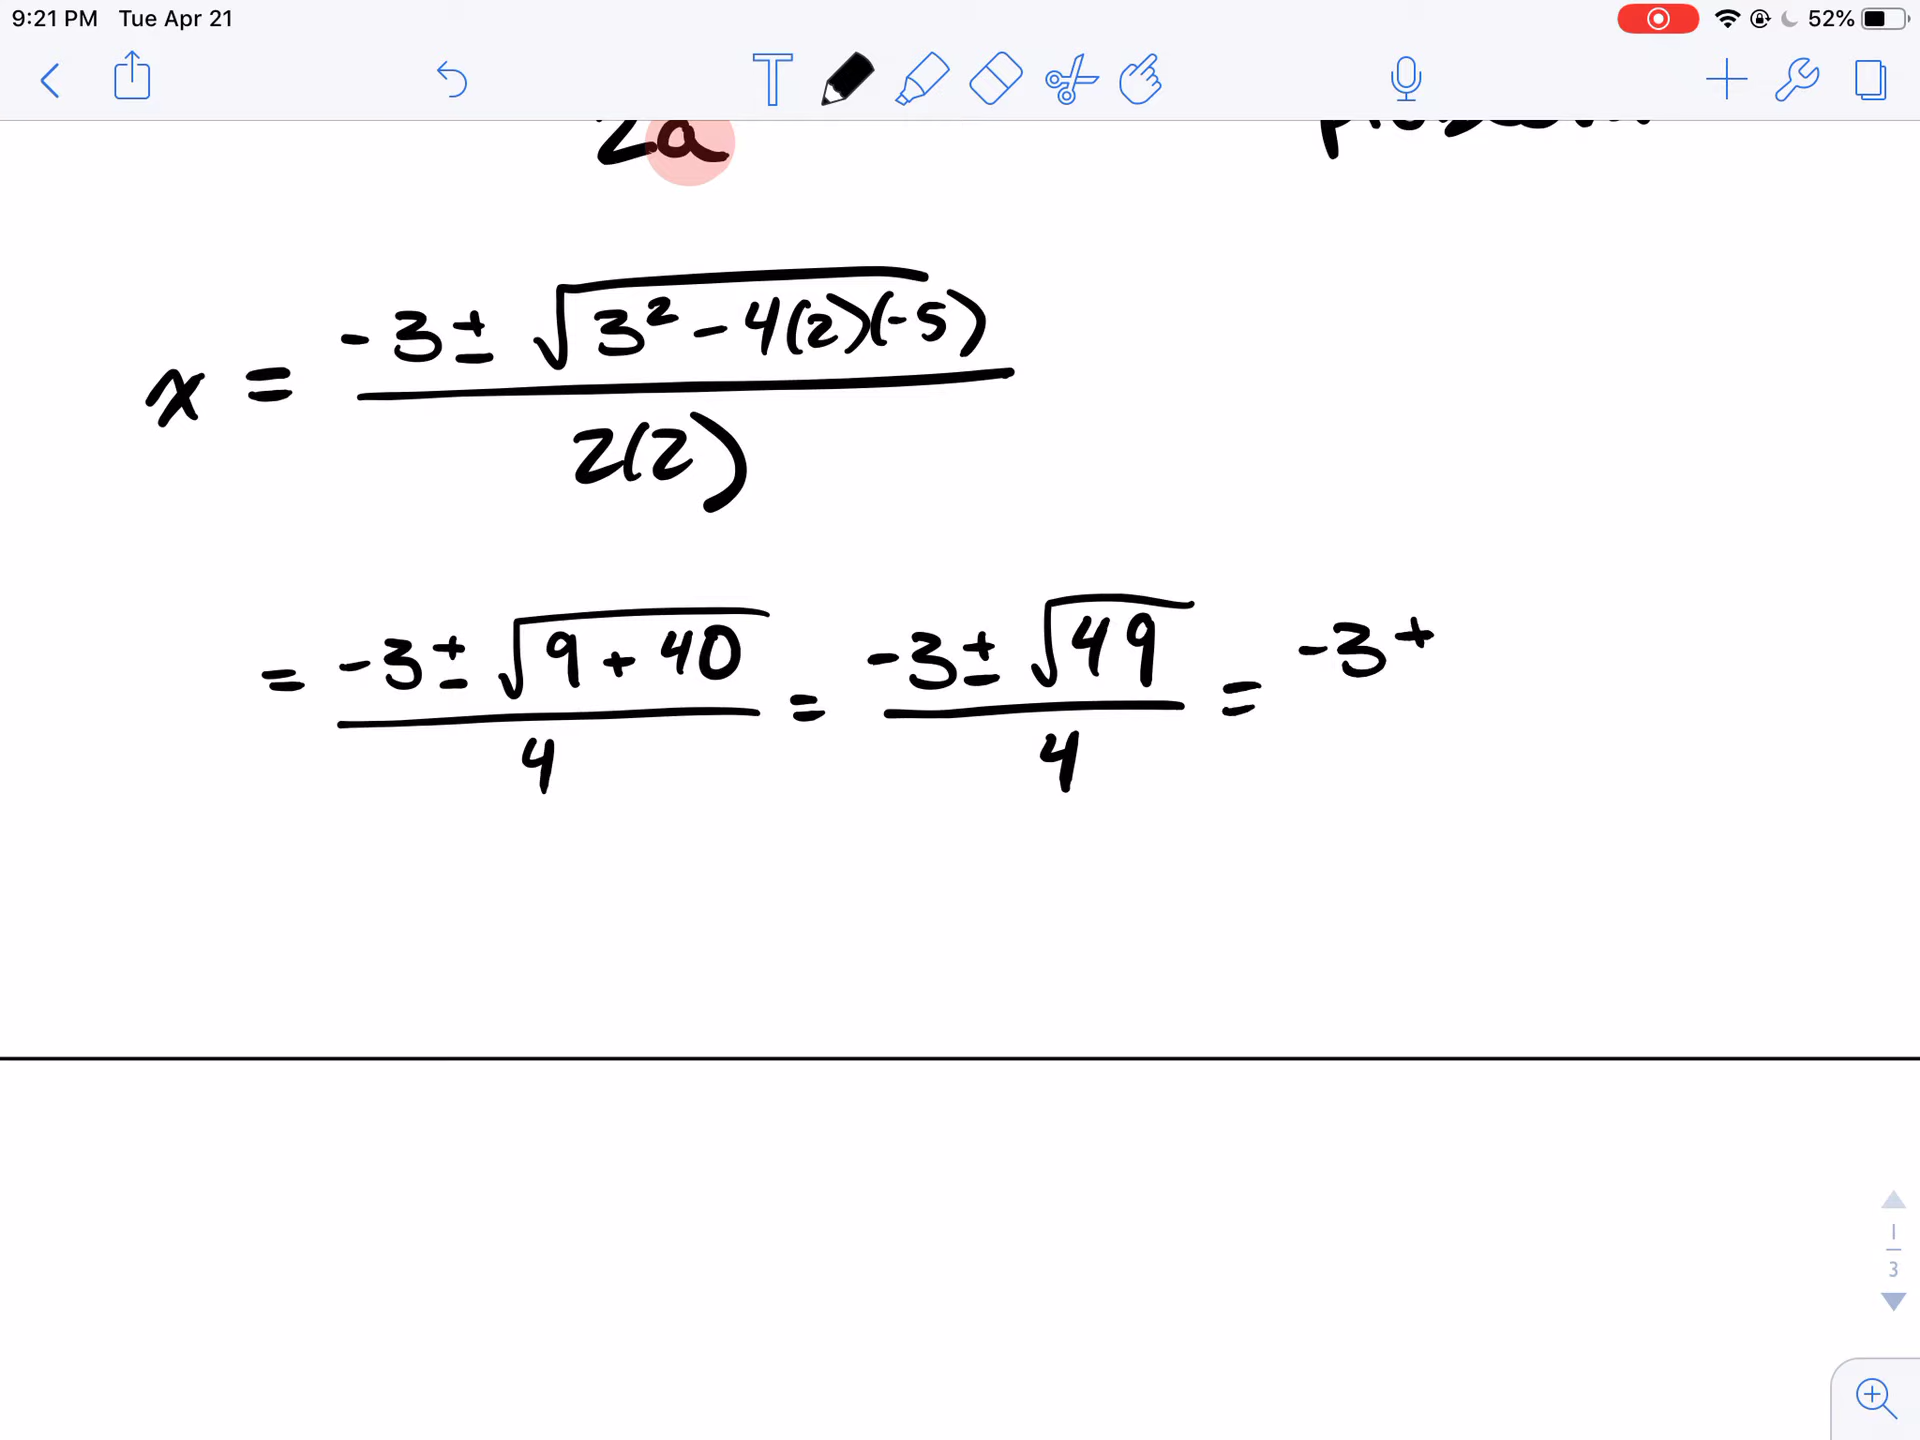 9:21 PM Tue Apr 21 52%
T
2a
x = -3 ± √(3² - 4(2)(-5)) / 2(2)
= -3 ± √(9 + 40) / 4 = -3 ± √49 / 4 = -3 +
1
3